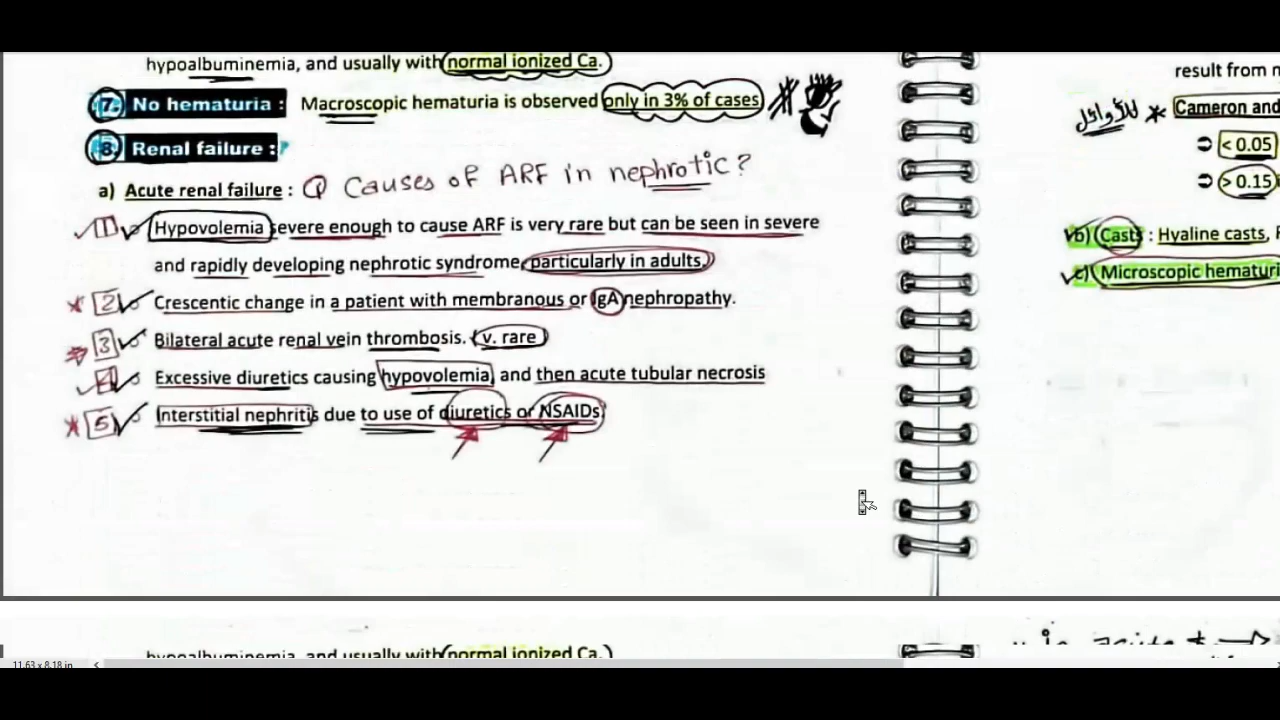 hypoalbuminemia, and usually with normal ionized Ca.
7. No hematuria : Macroscopic hematuria is observed only in 3% of cases
8. Renal failure :
a) Acute renal failure : Q Causes of ARF in nephrotic?
1 Hypovolemia severe enough to cause ARF is very rare but can be seen in severe
and rapidly developing nephrotic syndrome, particularly in adults.
2 Crescentic change in a patient with membranous or IgA nephropathy.
3 Bilateral acute renal vein thrombosis. (v. rare)
4 Excessive diuretics causing hypovolemia, and then acute tubular necrosis
5 Interstitial nephritis due to use of diuretics or NSAIDs
result from
للأوائل * Cameron and
< 0.05
> 0.15
b) Casts : Hyaline casts,
c) Microscopic hematuri
hypoalbuminemia, and usually with normal ionized Ca.
11.63 x 8.18 in